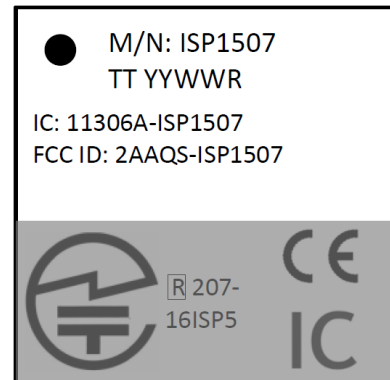 M/N: ISP1507
TT YYWWR
IC: 11306A-ISP1507
FCC ID: 2AAQS-ISP1507
R 207-
16ISP5
CE
IC